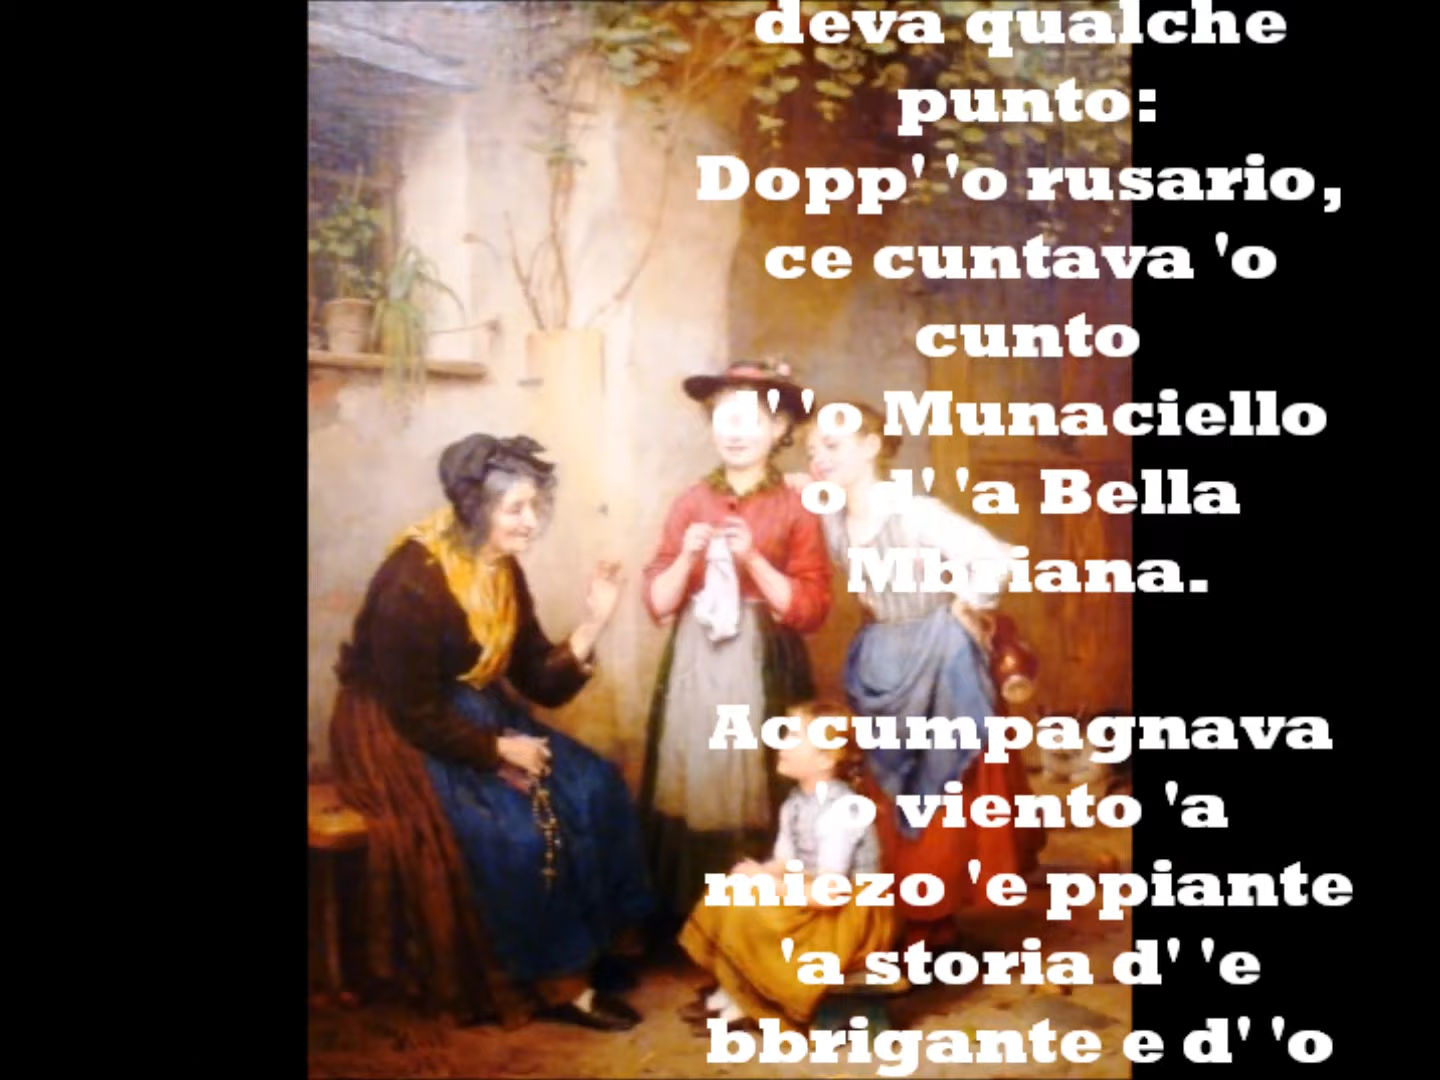 deva qualche
punto:
Dopp' 'o rusario,
ce cuntava 'o
cunto
d' 'o Munaciello
o d' 'a Bella
Mbriana.
Accumpagnava
'o viento 'a
miezo 'e ppiante
'a storia d' 'e
bbrigante e d' 'o